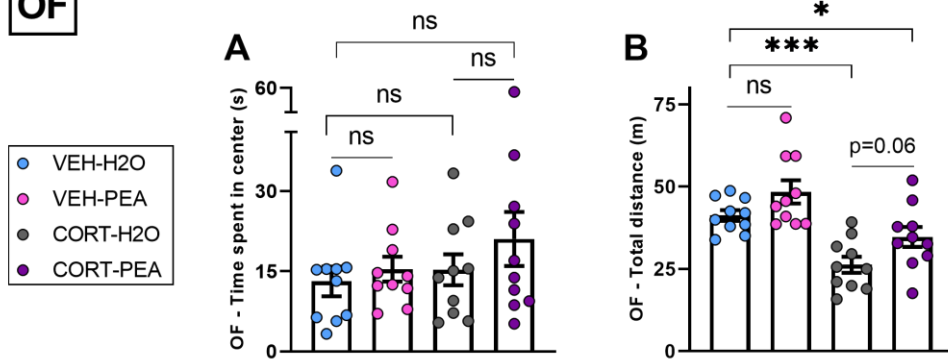 OF
VEH-H2O
VEH-PEA
CORT-H2O
CORT-PEA
A
OF - Time spent in center (s)
60
30
15
0
ns
ns
ns
ns
B
OF - Total distance (m)
75
50
25
0
*
***
ns
p=0.06